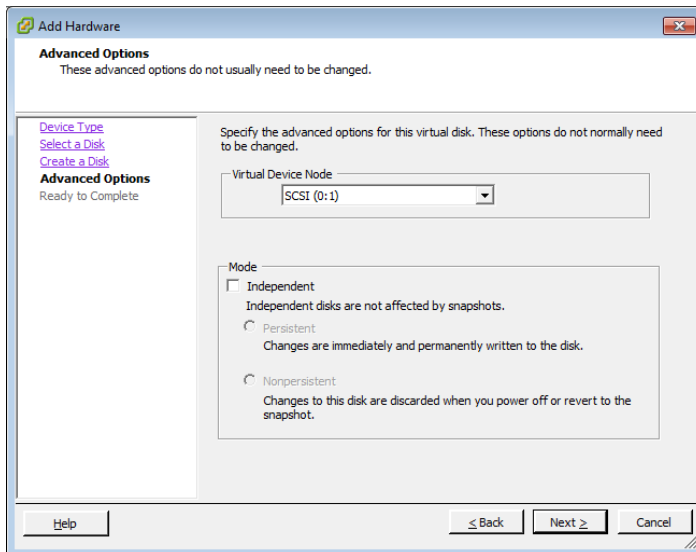 Add Hardware
Advanced Options
These advanced options do not usually need to be changed.
Device Type
Select a Disk
Create a Disk
Advanced Options
Ready to Complete
Specify the advanced options for this virtual disk. These options do not normally need
to be changed.
Virtual Device Node
SCSI (0:1)
Mode
Independent
Independent disks are not affected by snapshots.
Persistent
Changes are immediately and permanently written to the disk.
Nonpersistent
Changes to this disk are discarded when you power off or revert to the
snapshot.
Help
< Back
Next >
Cancel